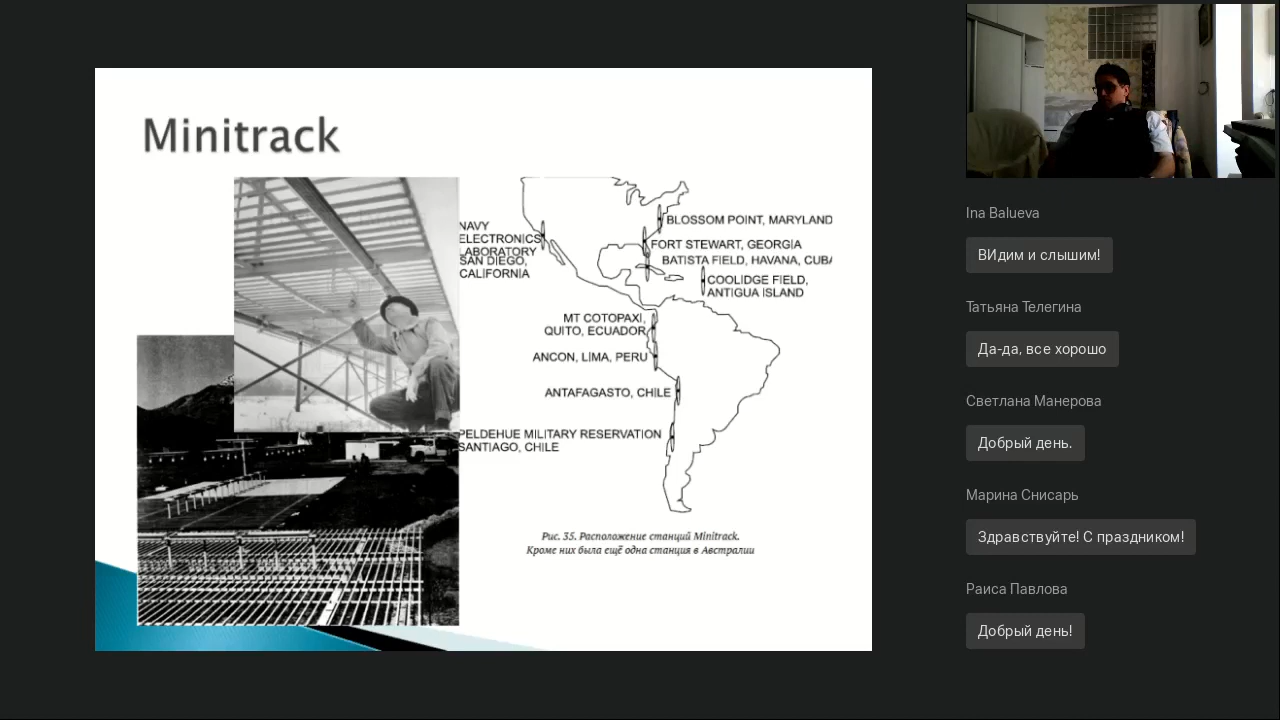 Minitrack
NAVY
ELECTRONICS
LABORATORY
SAN DIEGO,
CALIFORNIA
BLOSSOM POINT, MARYLAND
FORT STEWART, GEORGIA
BATISTA FIELD, HAVANA, CUBA
COOLIDGE FIELD,
ANTIGUA ISLAND
MT COTOPAXI,
QUITO, ECUADOR
ANCON, LIMA, PERU
ANTAFAGASTO, CHILE
PELDEHUE MILITARY RESERVATION
SANTIAGO, CHILE
Рис. 35. Расположение станций Minitrack.
Кроме них была ещё одна станция в Австралии
Ina Balueva
ВИдим и слышим!
Татьяна Телегина
Да-да, все хорошо
Светлана Манерова
Добрый день.
Марина Снисарь
Здравствуйте! С праздником!
Раиса Павлова
Добрый день!